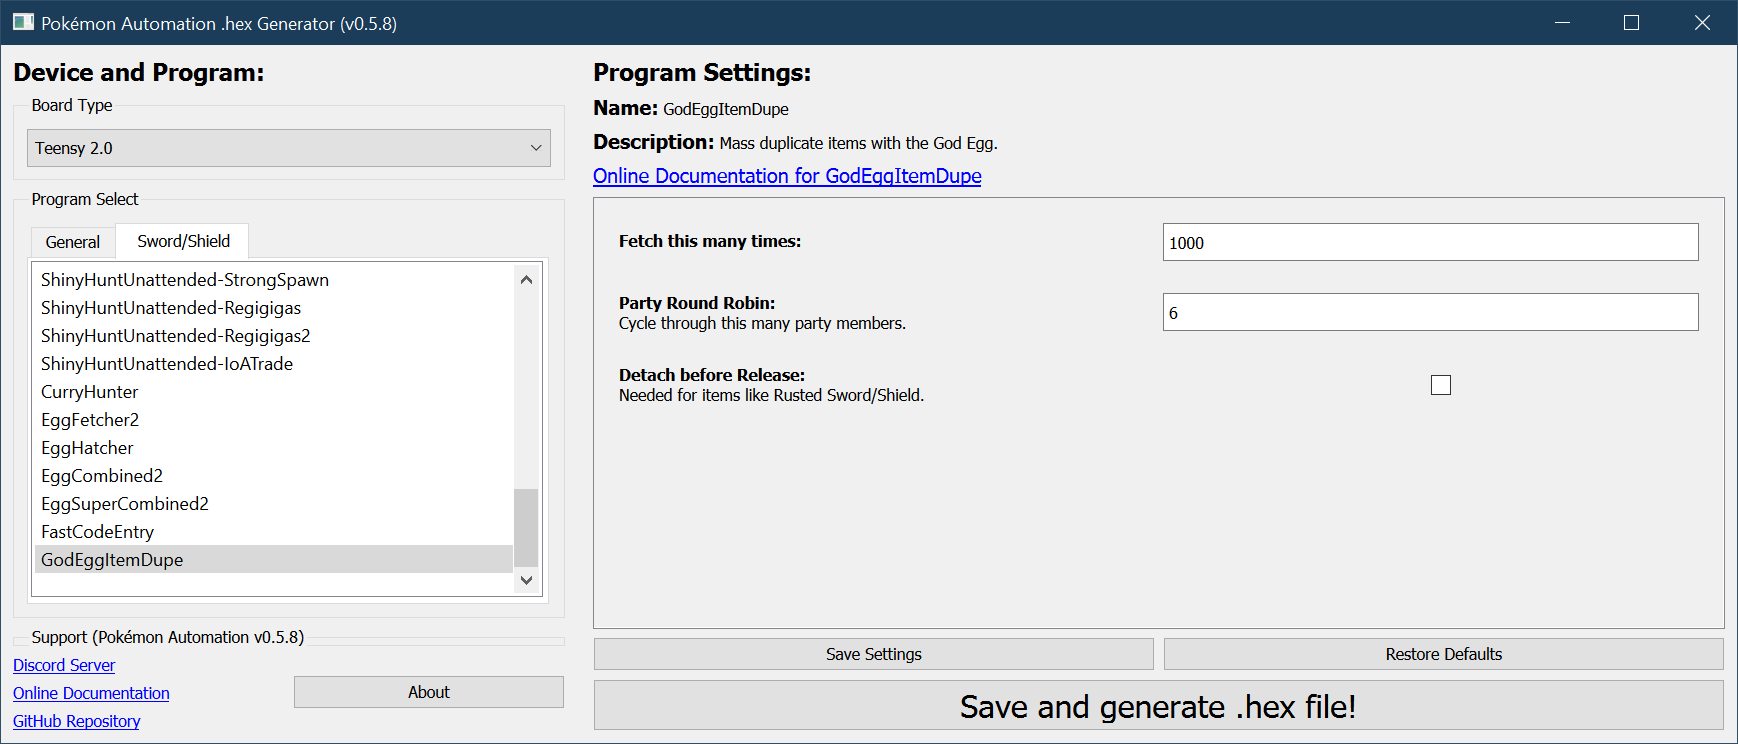 Pokémon Automation .hex Generator (v0.5.8)
Device and Program:
Board Type
Teensy 2.0
Program Select
General
Sword/Shield
ShinyHuntUnattended-StrongSpawn
ShinyHuntUnattended-Regigigas
ShinyHuntUnattended-Regigigas2
ShinyHuntUnattended-IoATrade
CurryHunter
EggFetcher2
EggHatcher
EggCombined2
EggSuperCombined2
FastCodeEntry
GodEggItemDupe
Support (Pokémon Automation v0.5.8)
Discord Server
Online Documentation
GitHub Repository
About
Program Settings:
Name: GodEggItemDupe
Description: Mass duplicate items with the God Egg.
Online Documentation for GodEggItemDupe
Fetch this many times:
1000
Party Round Robin:
Cycle through this many party members.
6
Detach before Release:
Needed for items like Rusted Sword/Shield.
Save Settings
Restore Defaults
Save and generate .hex file!